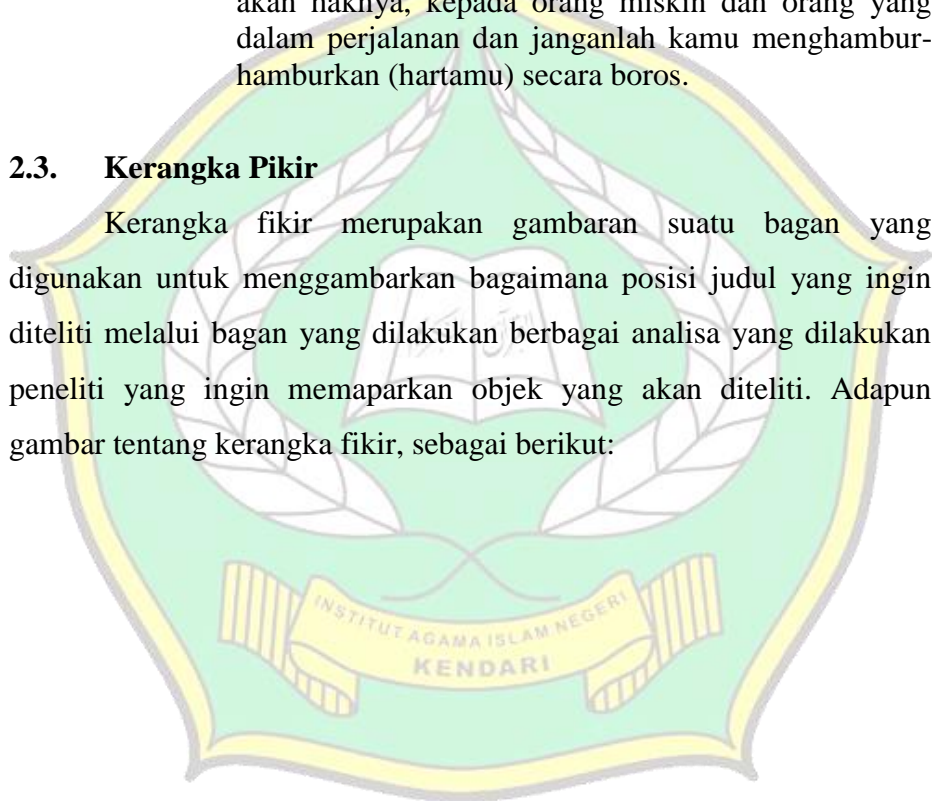 akan haknya, kepada orang miskin dan orang yang
dalam perjalanan dan janganlah kamu menghambur-
hamburkan (hartamu) secara boros.
2.3. Kerangka Pikir
Kerangka fikir merupakan gambaran suatu bagan yang
digunakan untuk menggambarkan bagaimana posisi judul yang ingin
diteliti melalui bagan yang dilakukan berbagai analisa yang dilakukan
peneliti yang ingin memaparkan objek yang akan diteliti. Adapun
gambar tentang kerangka fikir, sebagai berikut:
INSTITUT AGAMA ISLAM NEGERI
KENDARI